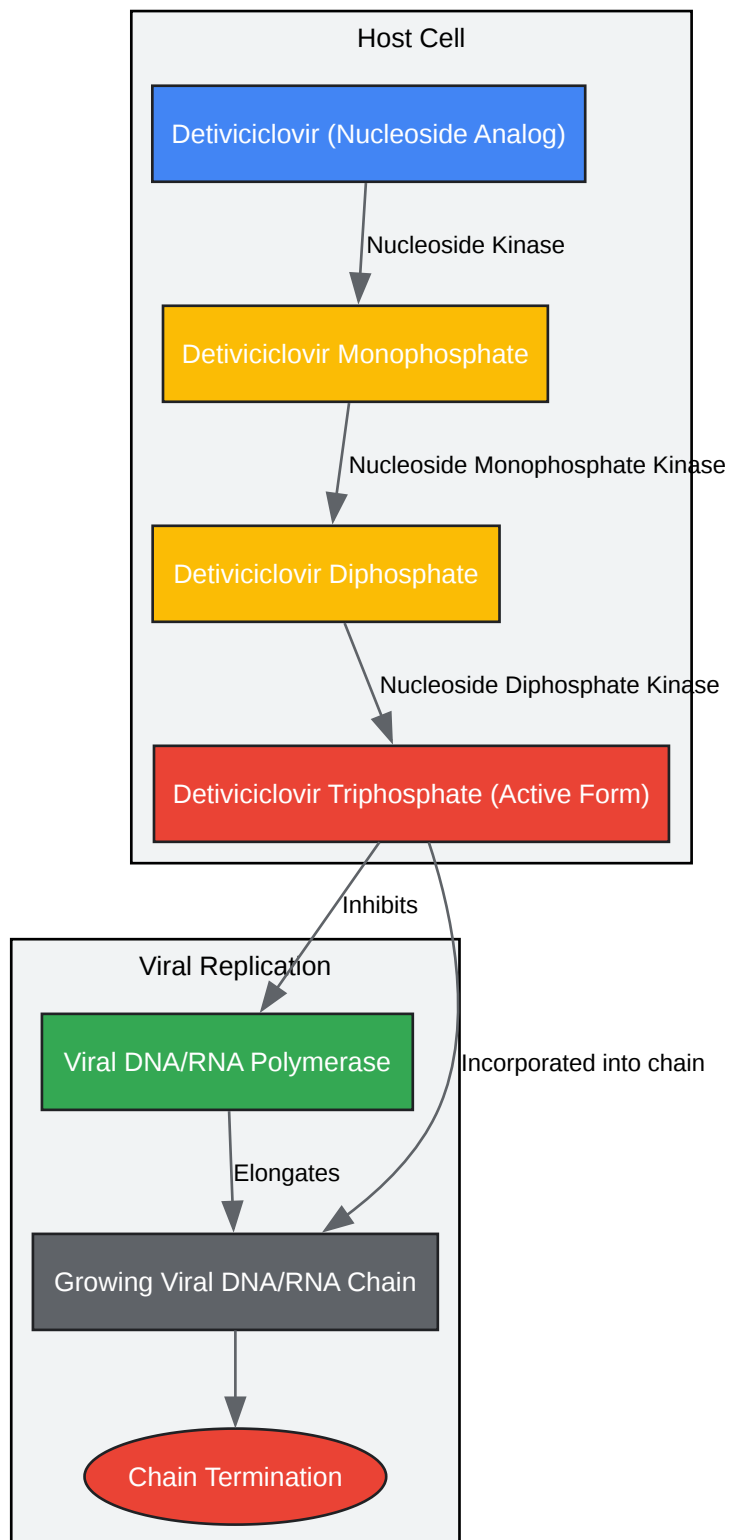 Host Cell
Detiviciclovir (Nucleoside Analog)
Nucleoside Kinase
Detiviciclovir Monophosphate
Nucleoside Monophosphate Kinase
Detiviciclovir Diphosphate
Nucleoside Diphosphate Kinase
Detiviciclovir Triphosphate (Active Form)
Inhibits
Viral Replication
Viral DNA/RNA Polymerase
Incorporated into chain
Elongates
Growing Viral DNA/RNA Chain
Chain Termination